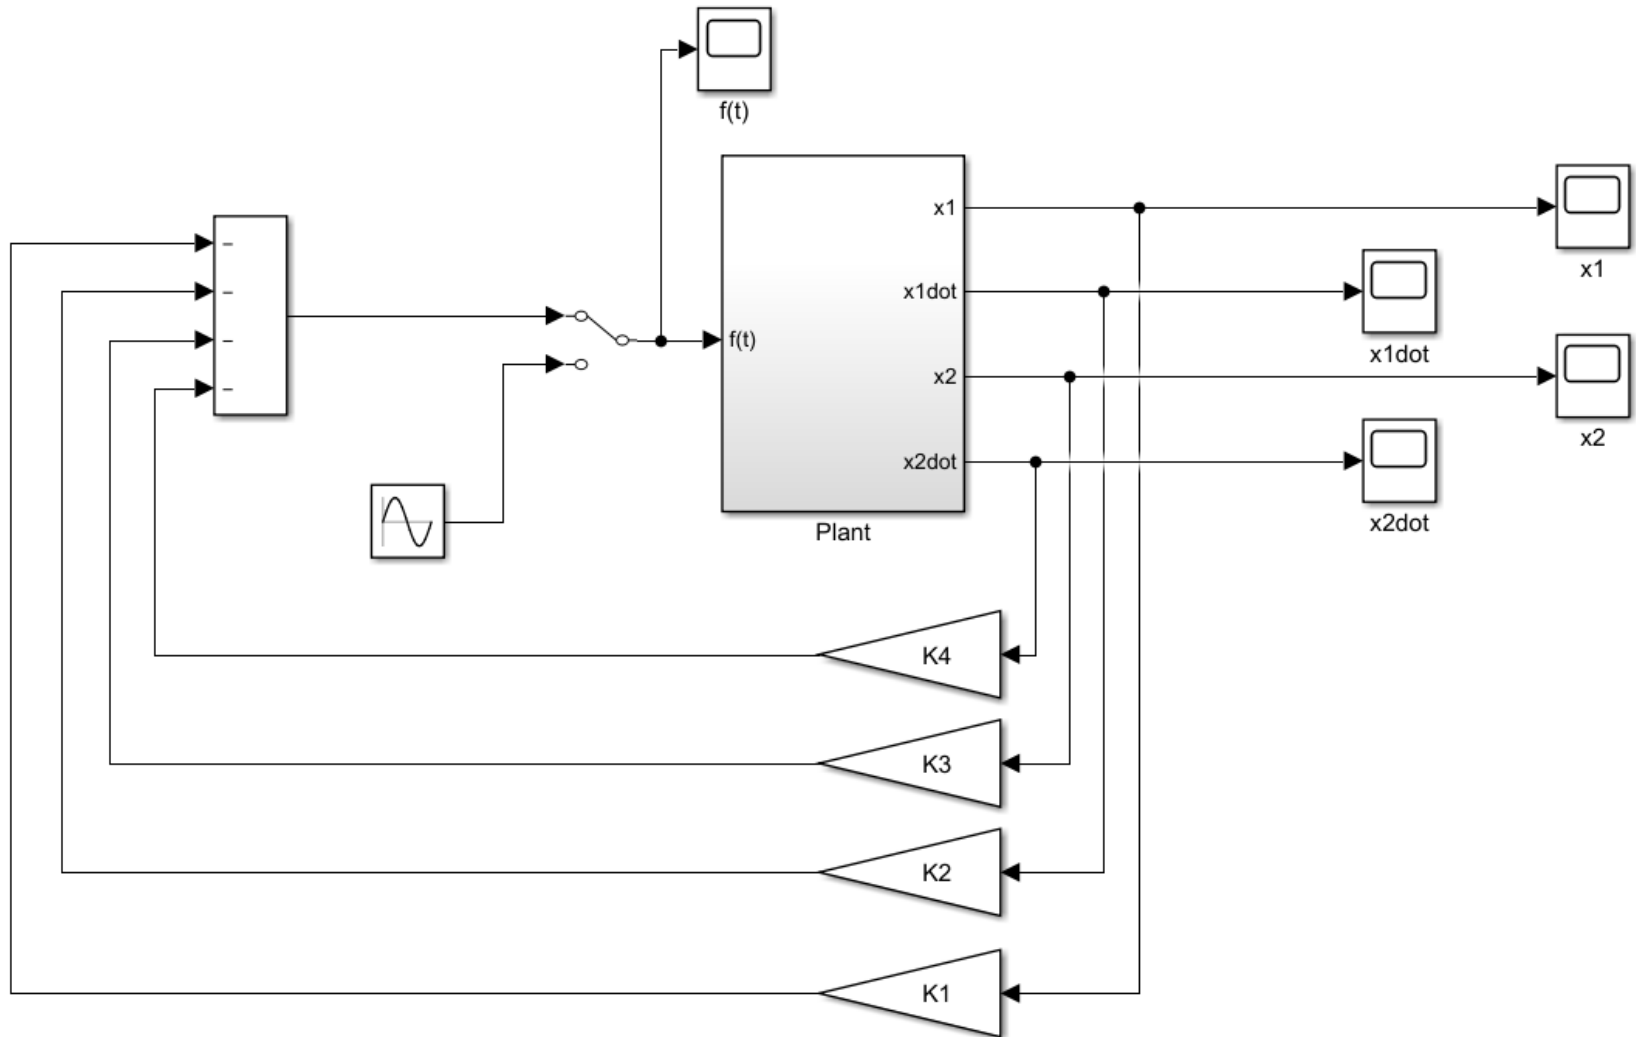 f(t)
x1
x1
x1dot
f(t)
x1dot
x2
x2
x2dot
Plant
x2dot
K4
K3
K2
K1
−
−
−
−